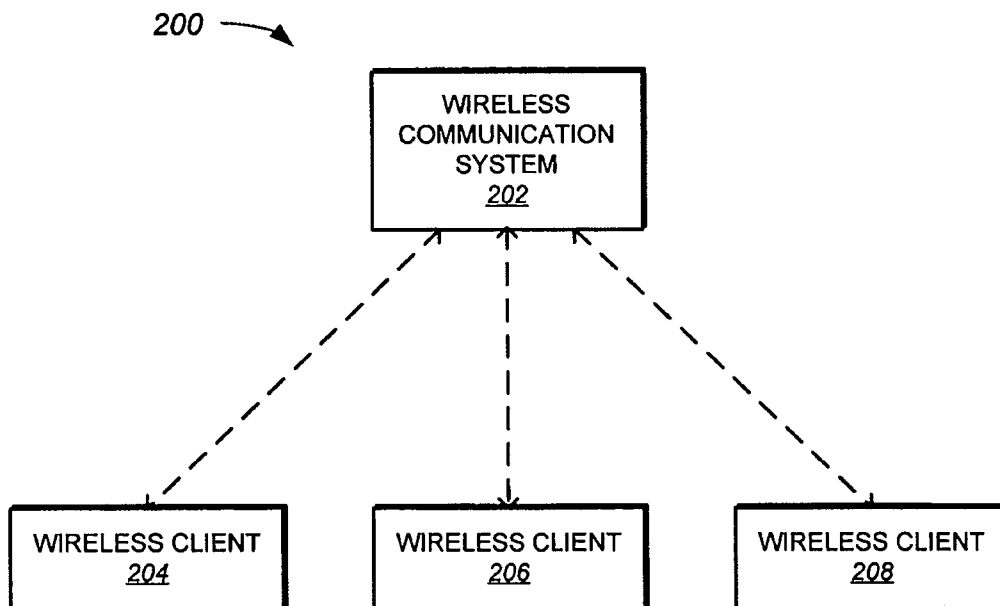 200
WIRELESS
COMMUNICATION
SYSTEM
202
WIRELESS CLIENT
204
WIRELESS CLIENT
206
WIRELESS CLIENT
208